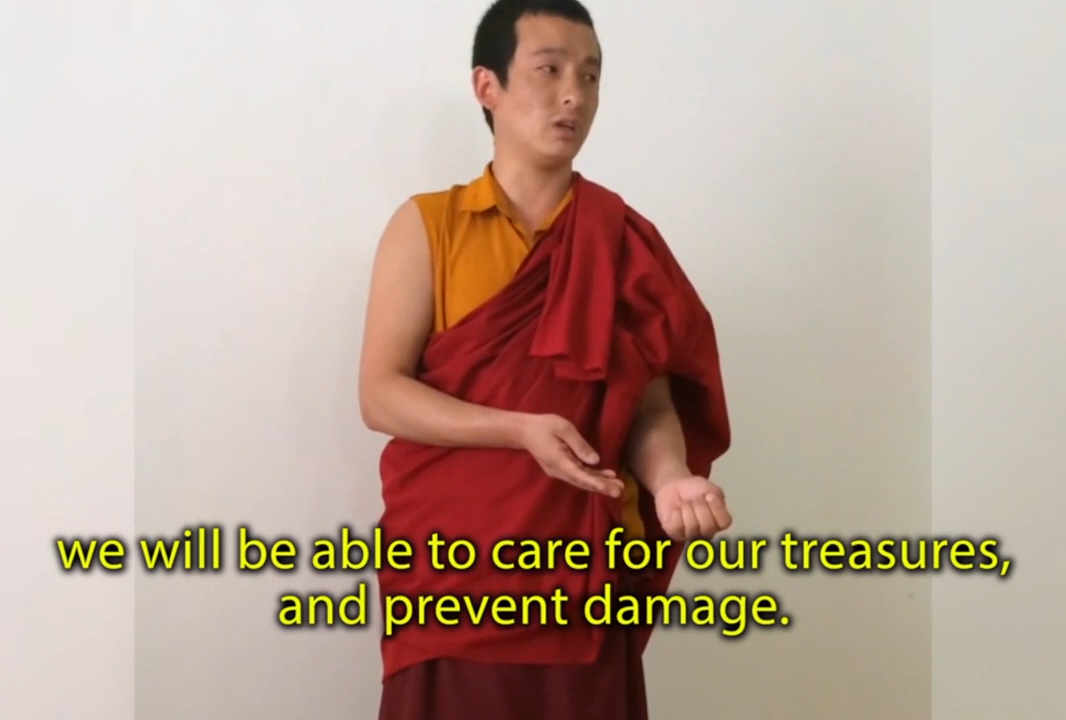 we will be able to care for our treasures,
and prevent damage.